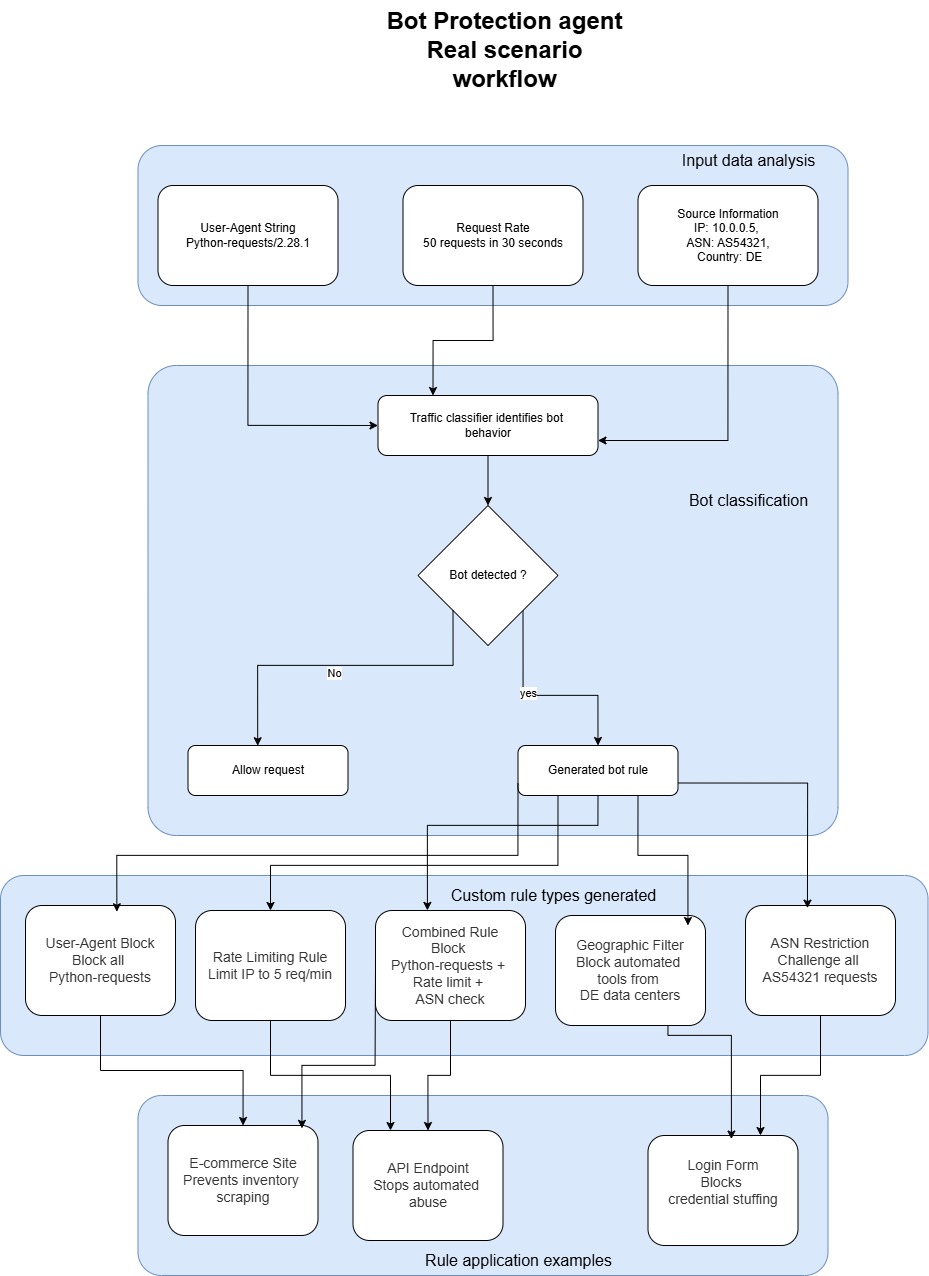 Bot Protection agent
Real scenario
workflow
Input data analysis
User-Agent String
Python-requests/2.28.1
Request Rate
50 requests in 30 seconds
Source Information
IP: 10.0.0.5,
ASN: AS54321,
Country: DE
Traffic classifier identifies bot
behavior
Bot classification
Bot detected ?
No
yes
Allow request
Generated bot rule
Custom rule types generated
User-Agent Block
Block all
Python-requests
Rate Limiting Rule
Limit IP to 5 req/min
Combined Rule
Block
Python-requests +
Rate limit +
ASN check
Geographic Filter
Block automated
tools from
DE data centers
ASN Restriction
Challenge all
AS54321 requests
E-commerce Site
Prevents inventory
scraping
API Endpoint
Stops automated
abuse
Login Form
Blocks
credential stuffing
Rule application examples